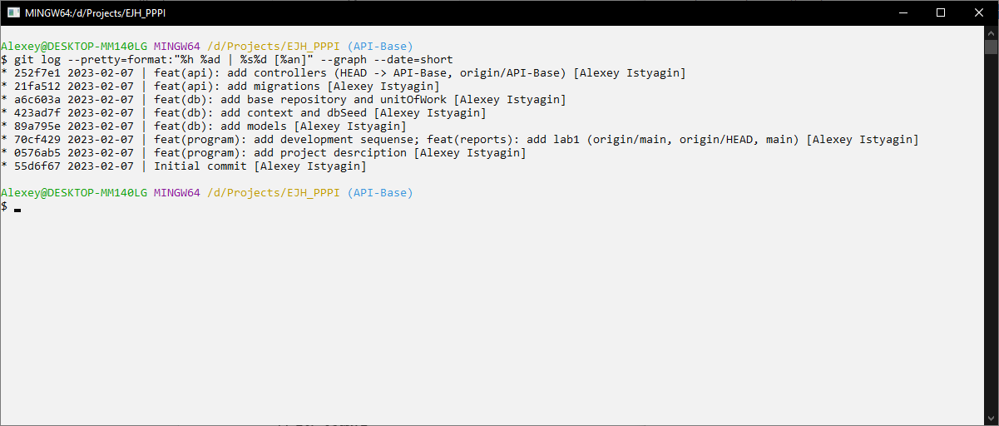 MINGW64:/d/Projects/EJH_PPPI
Alexey@DESKTOP-MM140LG MINGW64 /d/Projects/EJH_PPPI (API-Base)
$ git log --pretty=format:"%h %ad | %s%d [%an]" --graph --date=short
* 252f7e1 2023-02-07 | feat(api): add controllers (HEAD -> API-Base, origin/API-Base) [Alexey Istyagin]
* 21fa512 2023-02-07 | feat(api): add migrations [Alexey Istyagin]
* a6c603a 2023-02-07 | feat(db): add base repository and unitOfWork [Alexey Istyagin]
* 423ad7f 2023-02-07 | feat(db): add context and dbSeed [Alexey Istyagin]
* 89a795e 2023-02-07 | feat(db): add models [Alexey Istyagin]
* 70cf429 2023-02-07 | feat(program): add development sequense; feat(reports): add lab1 (origin/main, origin/HEAD, main) [Alexey Istyagin]
* 0576ab5 2023-02-07 | feat(program): add project desrciption [Alexey Istyagin]
* 55d6f67 2023-02-07 | Initial commit [Alexey Istyagin]
Alexey@DESKTOP-MM140LG MINGW64 /d/Projects/EJH_PPPI (API-Base)
$